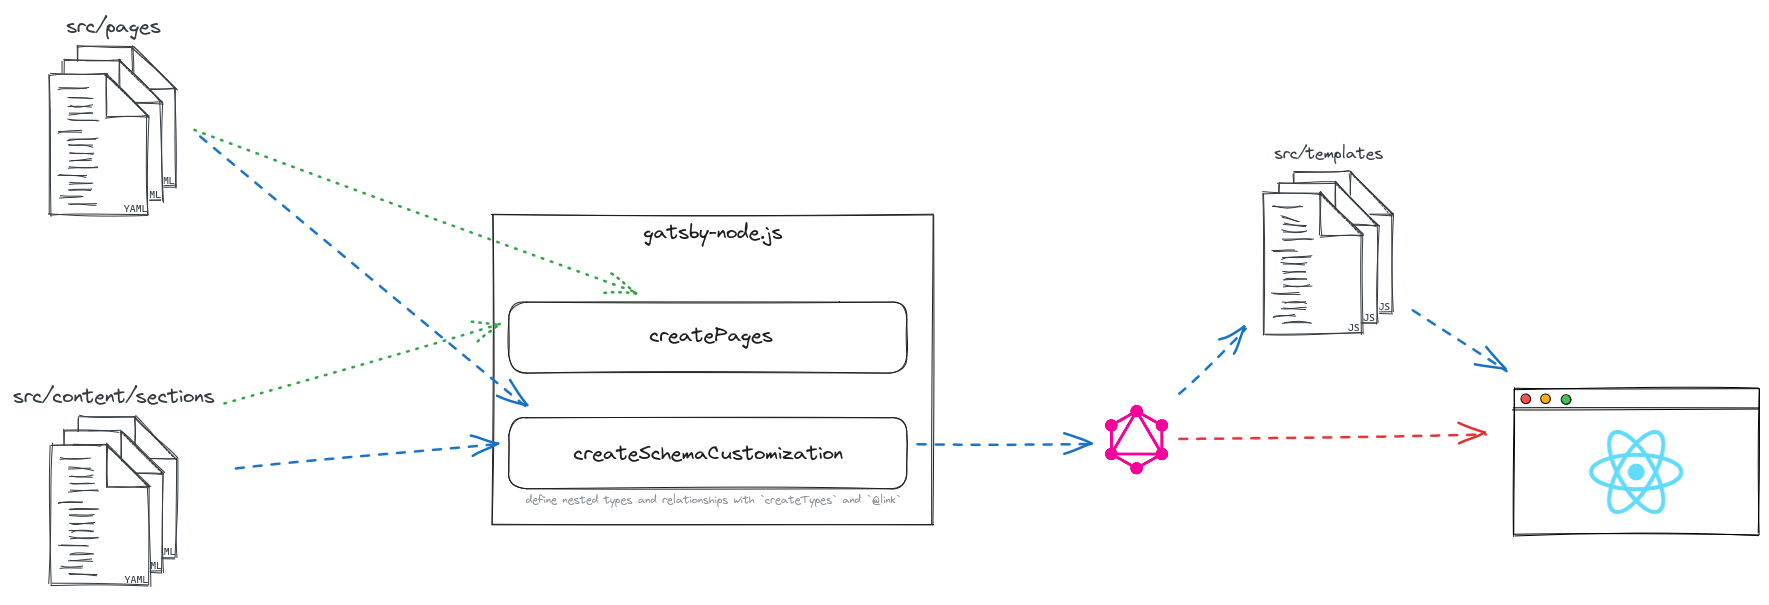 src/pages
ML
ML
YAML
src/content/sections
ML
ML
YAML
gatsby-node.js
createPages
createSchemaCustomization
define nested types and relationships with `createTypes` and `@link`
src/templates
JS
JS
JS